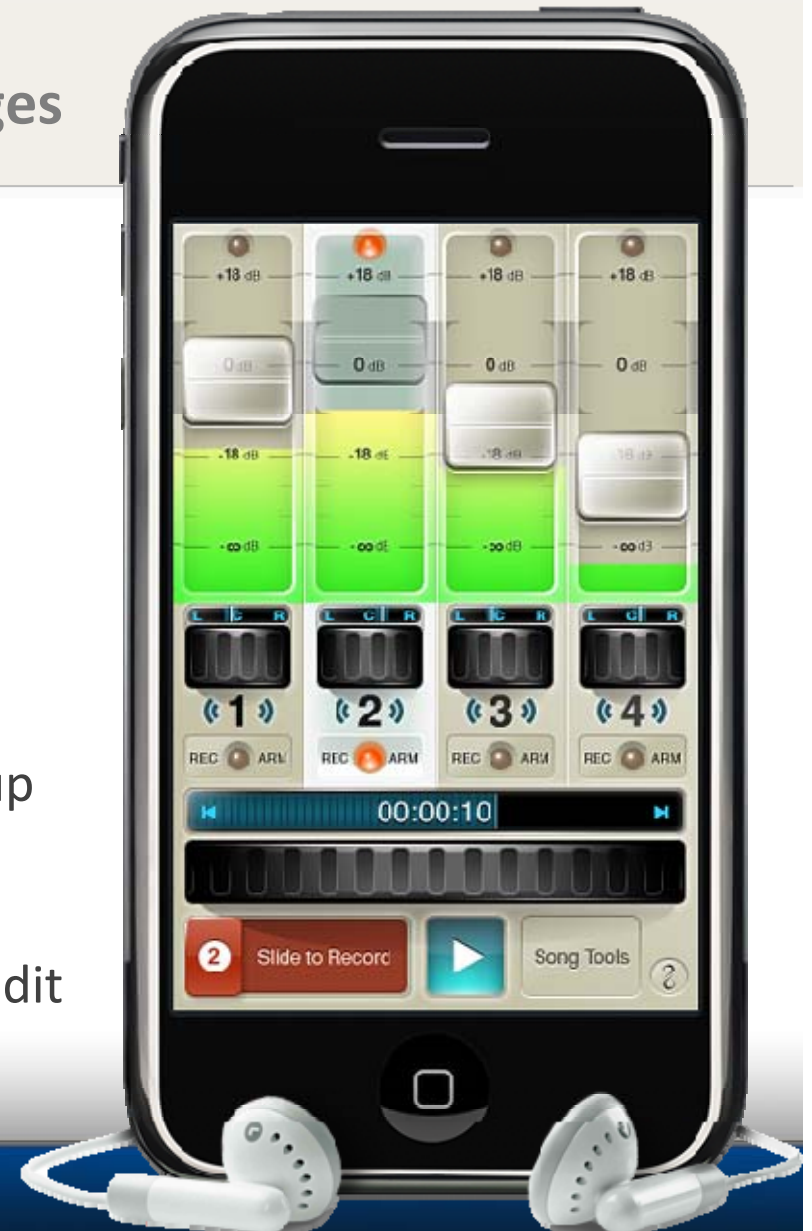 ges
+18 dB +18 dB +18 dB +18 dB
0 dB 0 dB 0 dB 0 dB
-18 dB -18 dB -18 dB -18 dB
-∞ dB -∞ dB -∞ dB -∞ dB
L C R L C R L C R L C R
1 2 3 4
REC ARM REC ARM REC ARM REC ARM
up
00:00:10
dit
2 Slide to Record Song Tools